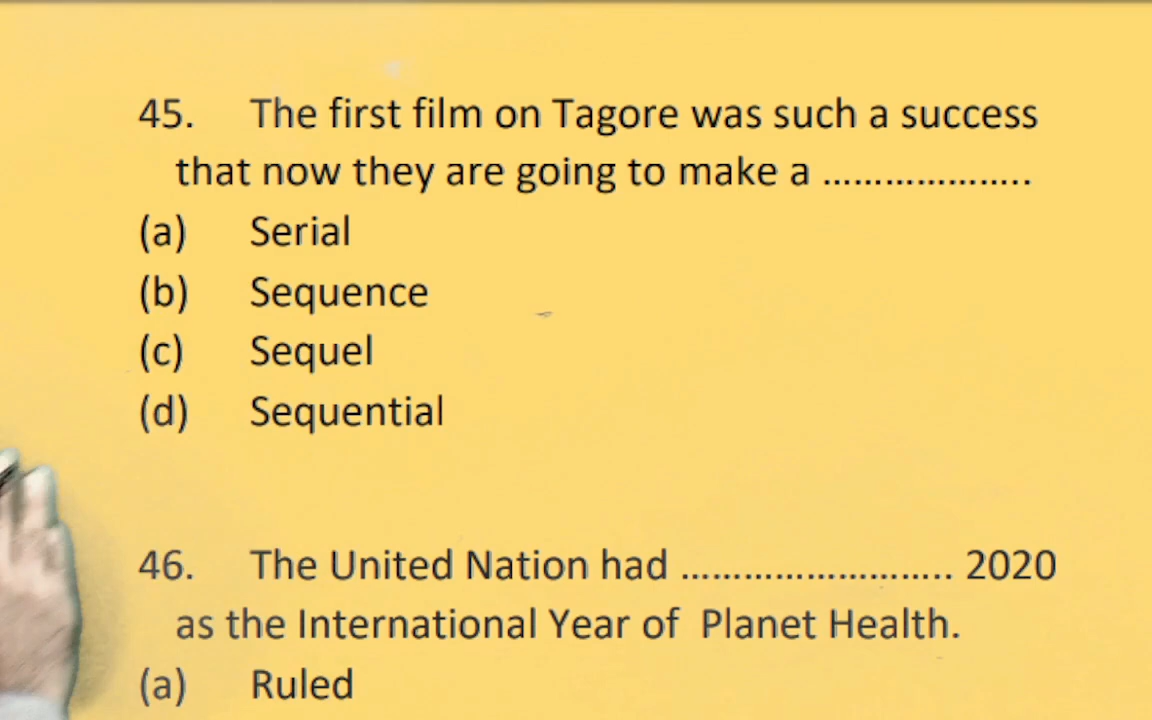 45. The first film on Tagore was such a success
that now they are going to make a ………………..
(a) Serial
(b) Sequence
(c) Sequel
(d) Sequential
46. The United Nation had …………………….. 2020
as the International Year of Planet Health.
(a) Ruled